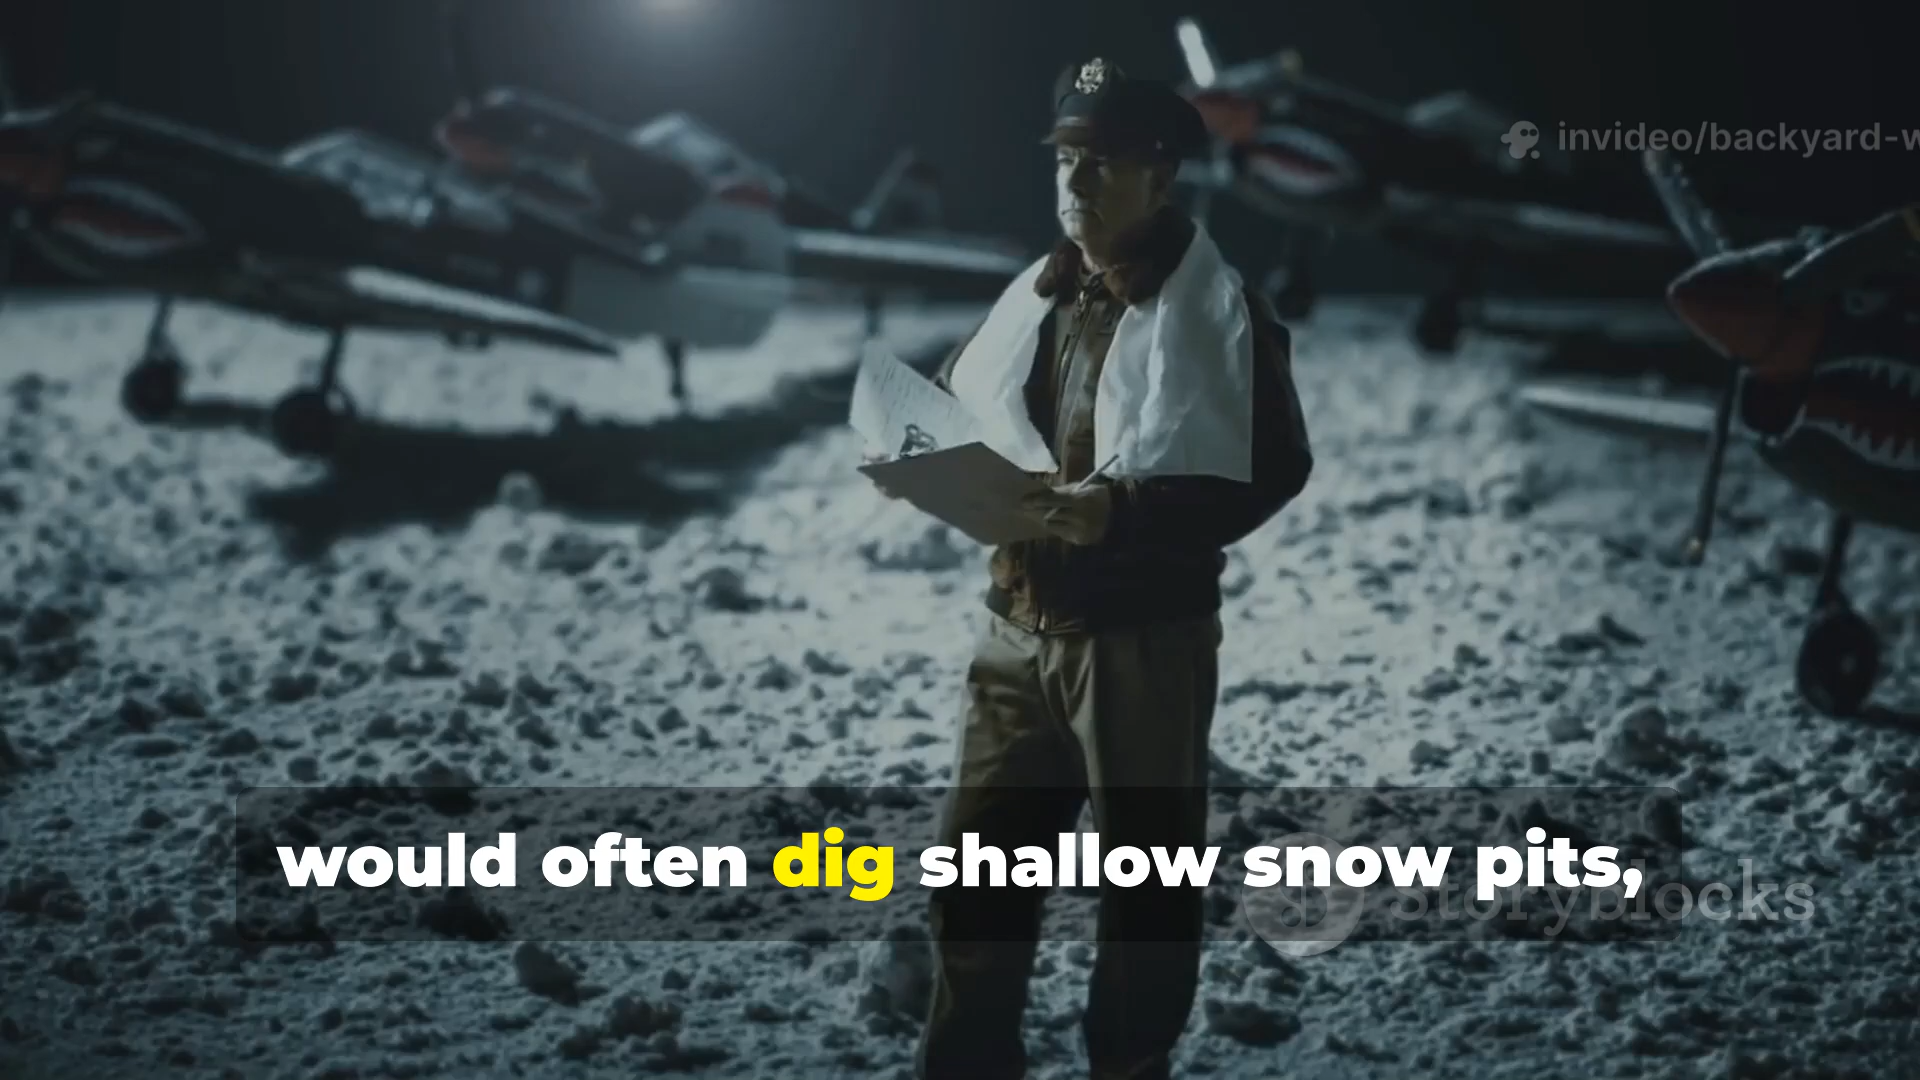 invideo/backyard-w
would often dig shallow snow pits,
Storyblocks